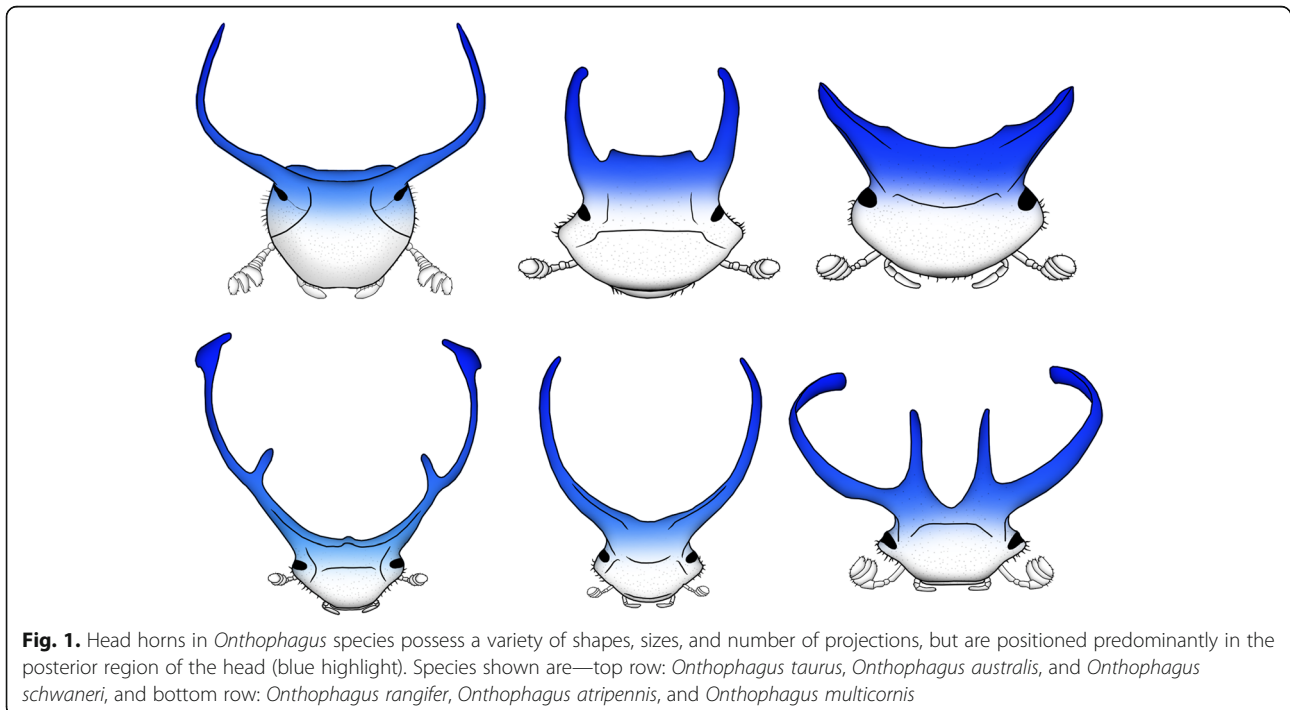 Fig. 1. Head horns in Onthophagus species possess a variety of shapes, sizes, and number of projections, but are positioned predominantly in the
posterior region of the head (blue highlight). Species shown are—top row: Onthophagus taurus, Onthophagus australis, and Onthophagus
schwaneri, and bottom row: Onthophagus rangifer, Onthophagus atripennis, and Onthophagus multicornis